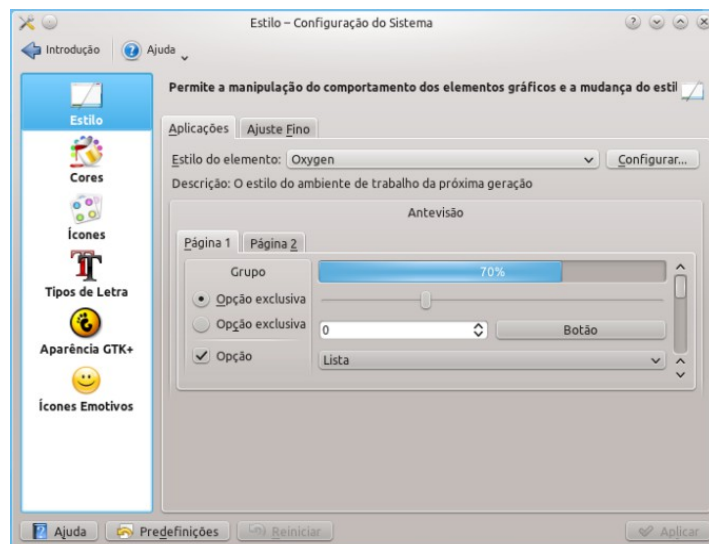 Estilo – Configuração do Sistema
Introdução Ajuda
Permite a manipulação do comportamento dos elementos gráficos e a mudança do estil
Estilo
Cores
Ícones
Tipos de Letra
Aparência GTK+
Ícones Emotivos
Aplicações Ajuste Fino
Estilo do elemento: Oxygen Configurar...
Descrição: O estilo do ambiente de trabalho da próxima geração
Antevisão
Página 1 Página 2
Grupo 70%
Opção exclusiva
Opção exclusiva 0 Botão
Opção Lista
Ajuda Predefinições Reiniciar Aplicar